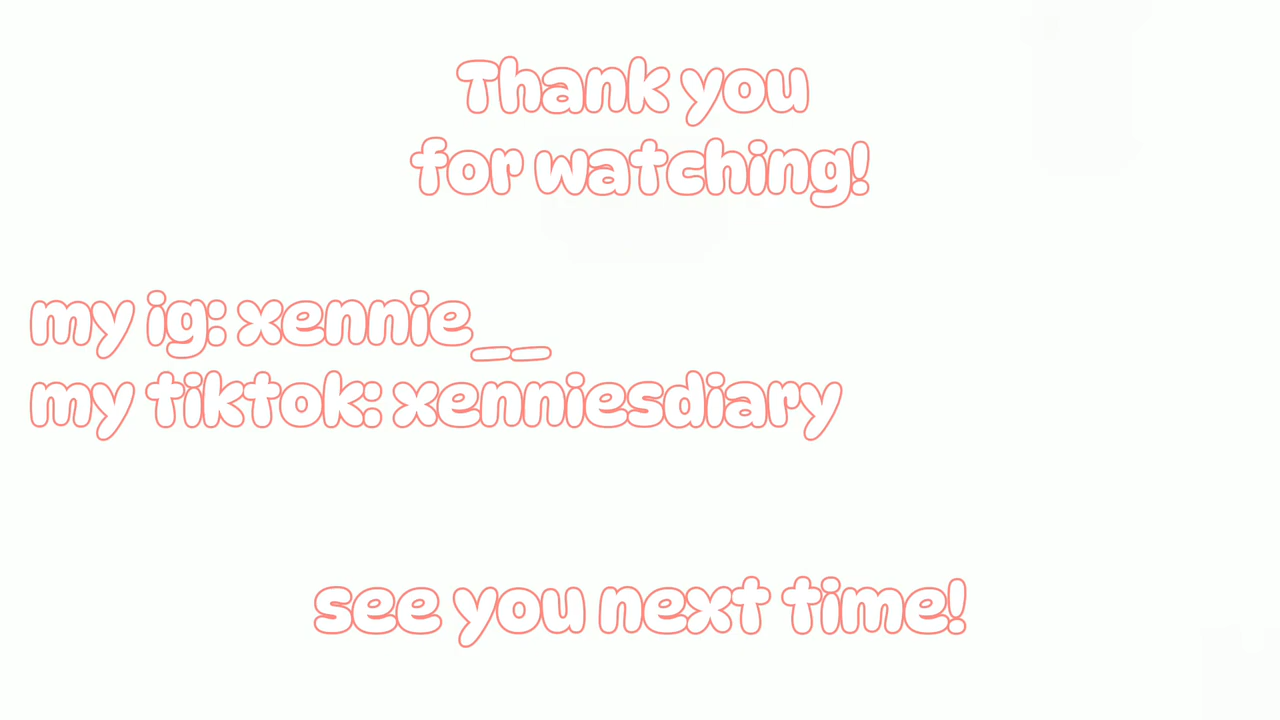 Thank you
for watching!
my ig: xennie__
my tiktok: xenniesdiary
see you next time!